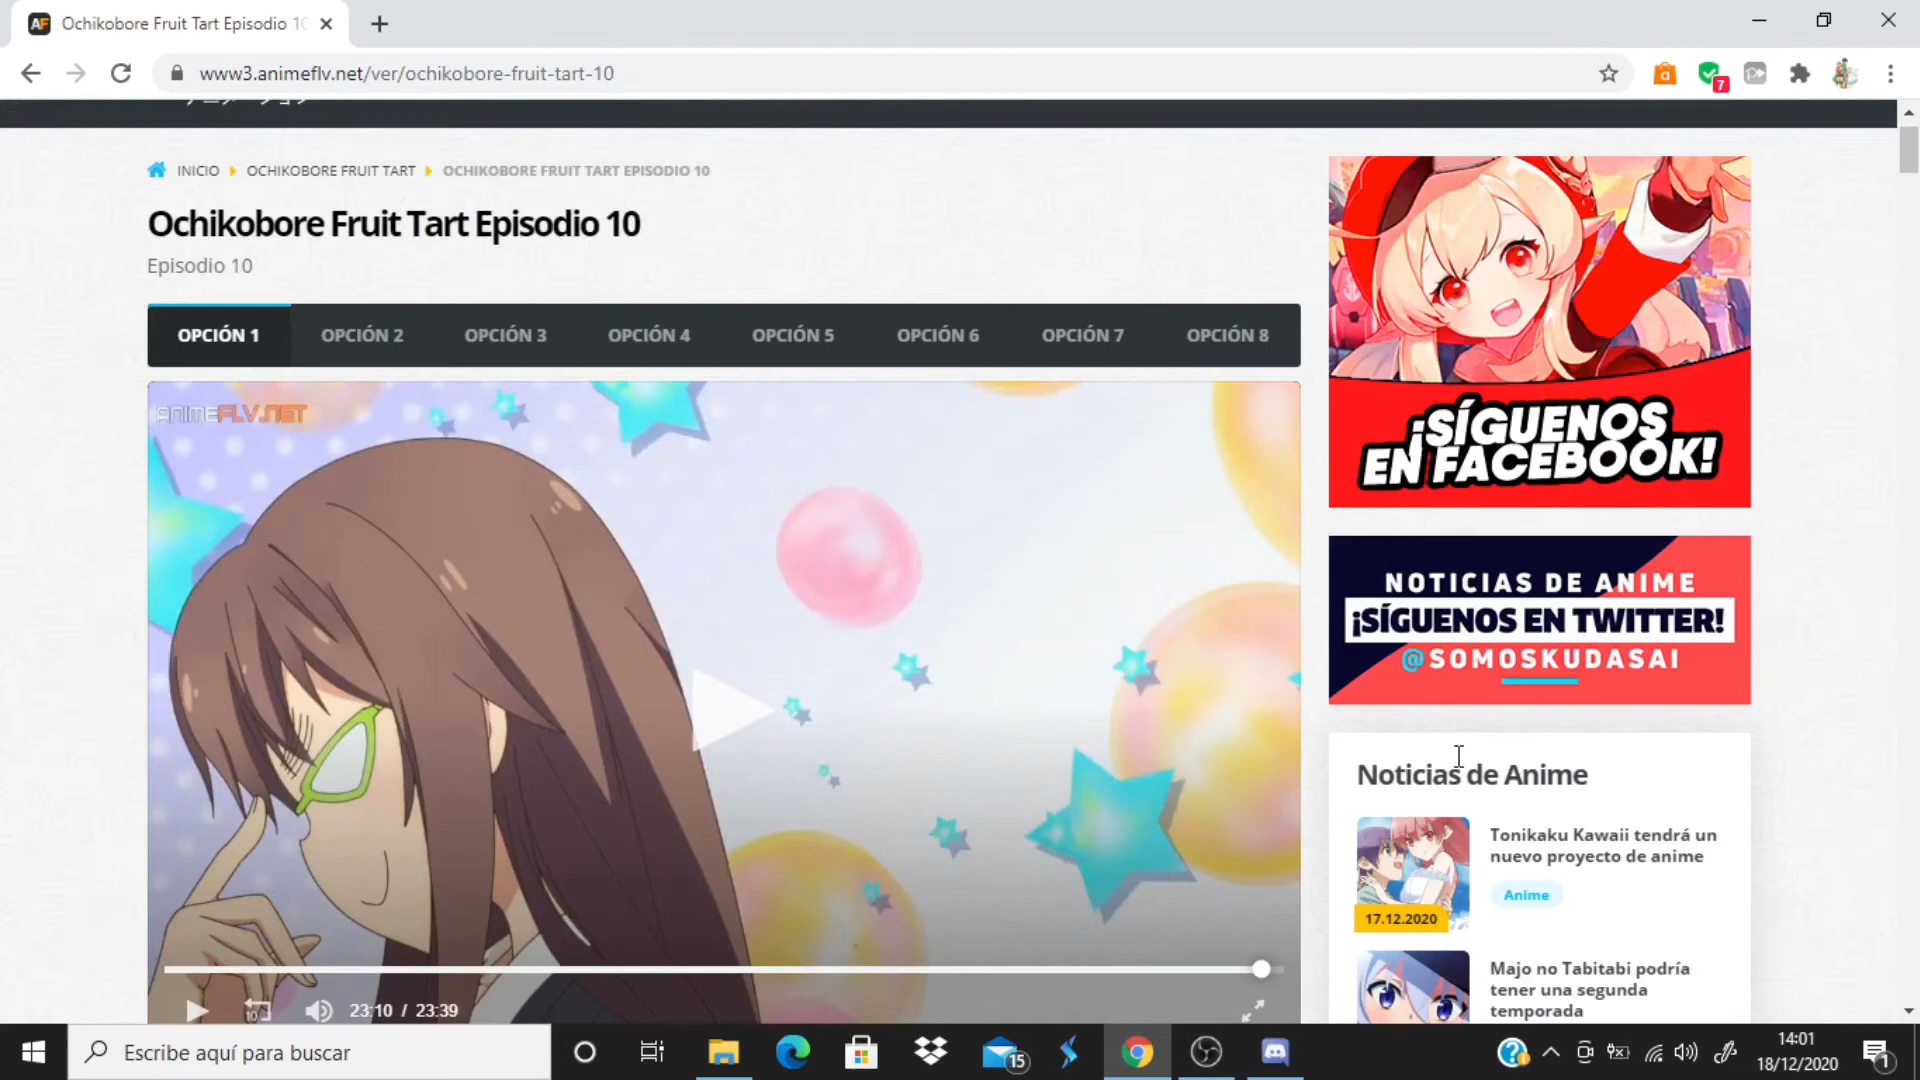 AF Ochikobore Fruit Tart Episodio 10
www3.animeflv.net/ver/ochikobore-fruit-tart-10
7
INICIO OCHIKOBORE FRUIT TART OCHIKOBORE FRUIT TART EPISODIO 10
Ochikobore Fruit Tart Episodio 10
Episodio 10
OPCIÓN 1 OPCIÓN 2 OPCIÓN 3 OPCIÓN 4 OPCIÓN 5 OPCIÓN 6 OPCIÓN 7 OPCIÓN 8
ANIMEFLV.NET
10 23:10 / 23:39
¡SÍGUENOS
EN FACEBOOK!
NOTICIAS DE ANIME
¡SÍGUENOS EN TWITTER!
@SOMOSKUDASAI
Noticias de Anime
Tonikaku Kawaii tendrá un
nuevo proyecto de anime
Anime
17.12.2020
Majo no Tabitabi podría
tener una segunda
temporada
Escribe aquí para buscar
15
14:01
18/12/2020
1